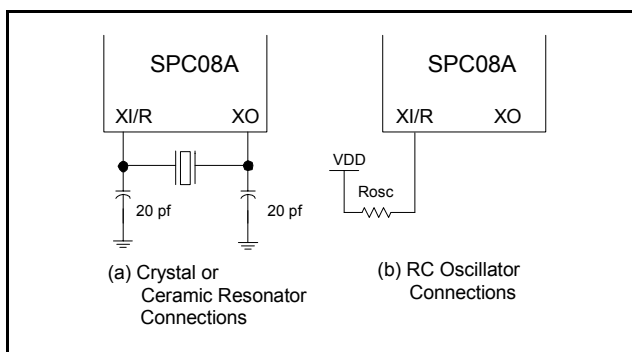 SPC08A
XI/R XO
20 pf 20 pf
(a) Crystal or
Ceramic Resonator
Connections
SPC08A
XI/R XO
VDD
Rosc
(b) RC Oscillator
Connections